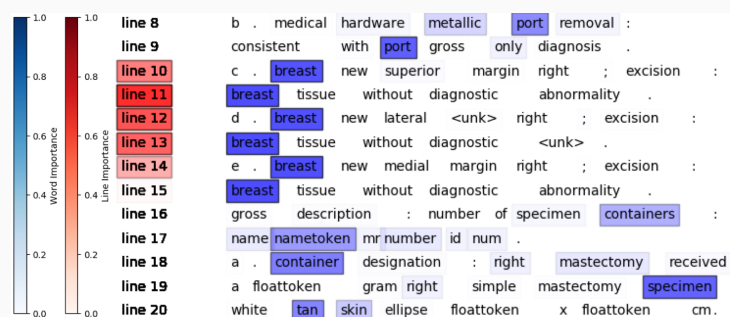 1.0 1.0
0.8 0.8
0.6 0.6
0.4 0.4
0.2 0.2
0.0 0.0
Word Importance
Line Importance
line 8 b . medical hardware metallic port removal :
line 9 consistent with port gross only diagnosis .
line 10 c . breast new superior margin right ; excision :
line 11 breast tissue without diagnostic abnormality .
line 12 d . breast new lateral <unk> right ; excision :
line 13 breast tissue without diagnostic <unk> .
line 14 e . breast new medial margin right ; excision :
line 15 breast tissue without diagnostic abnormality .
line 16 gross description : number of specimen containers :
line 17 name nametoken mr number id num .
line 18 a . container designation : right mastectomy received
line 19 a floattoken gram right simple mastectomy specimen
line 20 white tan skin ellipse floattoken x floattoken cm .